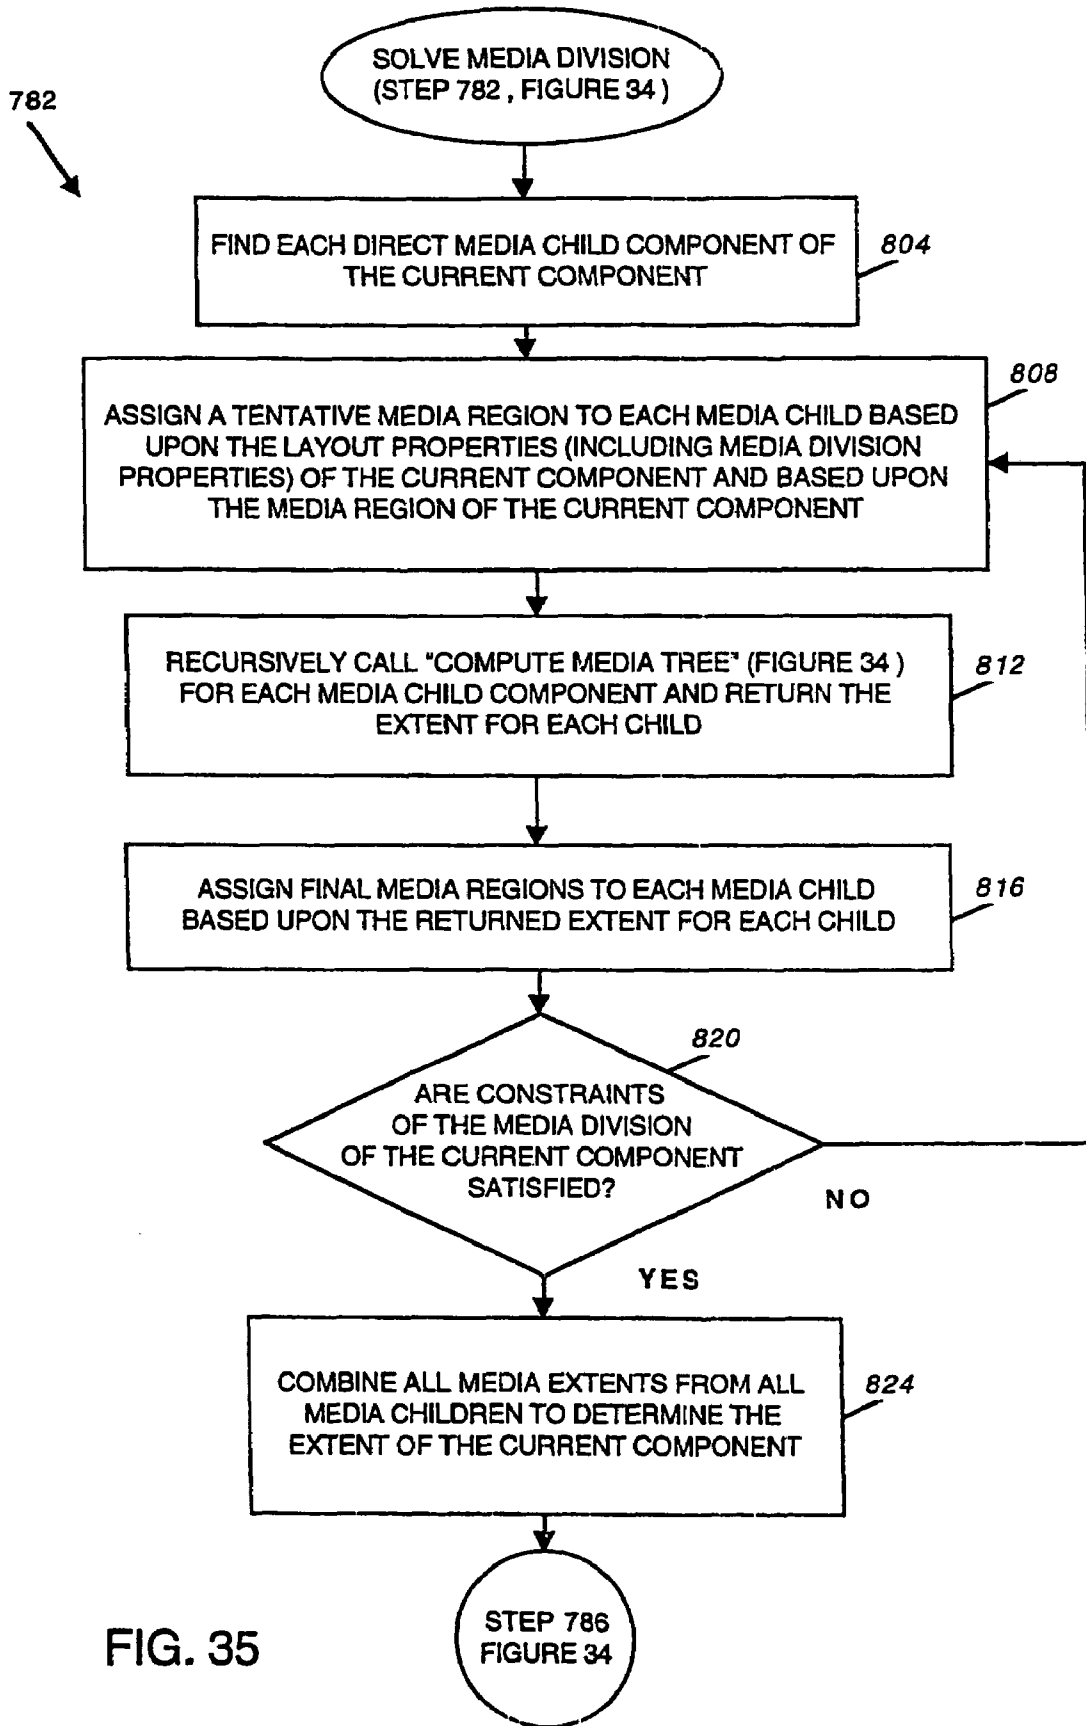 SOLVE MEDIA DIVISION
(STEP 782, FIGURE 34)
782
FIND EACH DIRECT MEDIA CHILD COMPONENT OF
THE CURRENT COMPONENT
804
808
ASSIGN A TENTATIVE MEDIA REGION TO EACH MEDIA CHILD BASED
UPON THE LAYOUT PROPERTIES (INCLUDING MEDIA DIVISION
PROPERTIES) OF THE CURRENT COMPONENT AND BASED UPON
THE MEDIA REGION OF THE CURRENT COMPONENT
RECURSIVELY CALL "COMPUTE MEDIA TREE" (FIGURE 34)
FOR EACH MEDIA CHILD COMPONENT AND RETURN THE
EXTENT FOR EACH CHILD
812
ASSIGN FINAL MEDIA REGIONS TO EACH MEDIA CHILD
BASED UPON THE RETURNED EXTENT FOR EACH CHILD
816
820
ARE CONSTRAINTS
OF THE MEDIA DIVISION
OF THE CURRENT COMPONENT
SATISFIED?
NO
YES
COMBINE ALL MEDIA EXTENTS FROM ALL
MEDIA CHILDREN TO DETERMINE THE
EXTENT OF THE CURRENT COMPONENT
824
STEP 786
FIGURE 34
FIG. 35